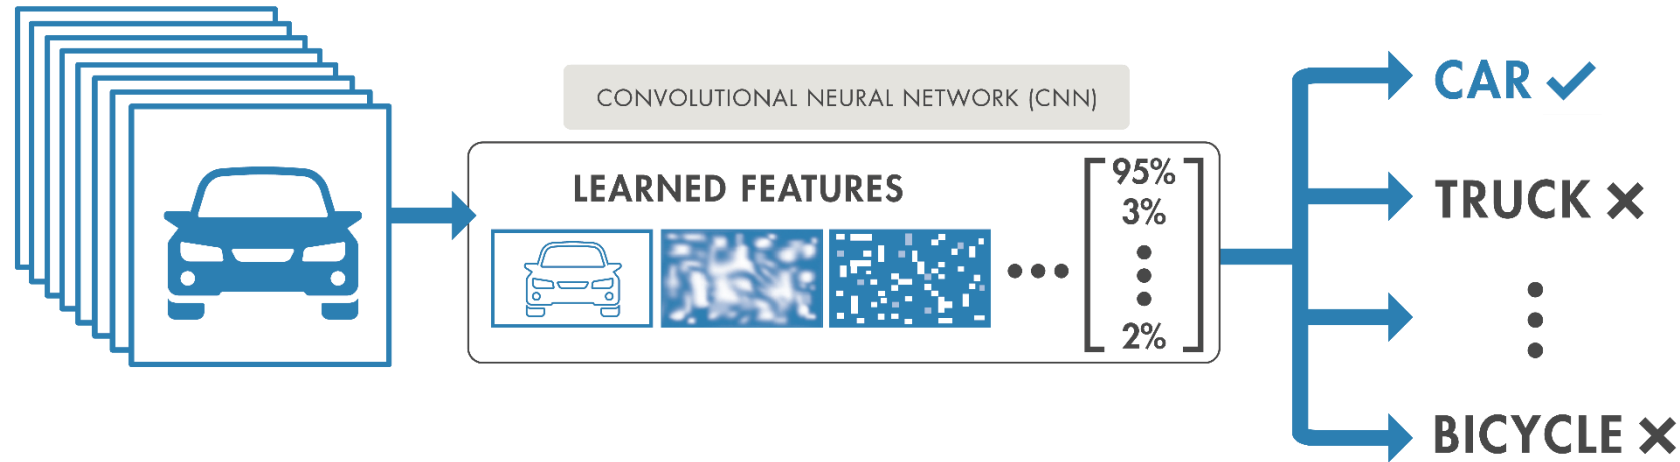 CONVOLUTIONAL NEURAL NETWORK (CNN)
LEARNED FEATURES
95%
3%
2%
CAR
TRUCK
BICYCLE